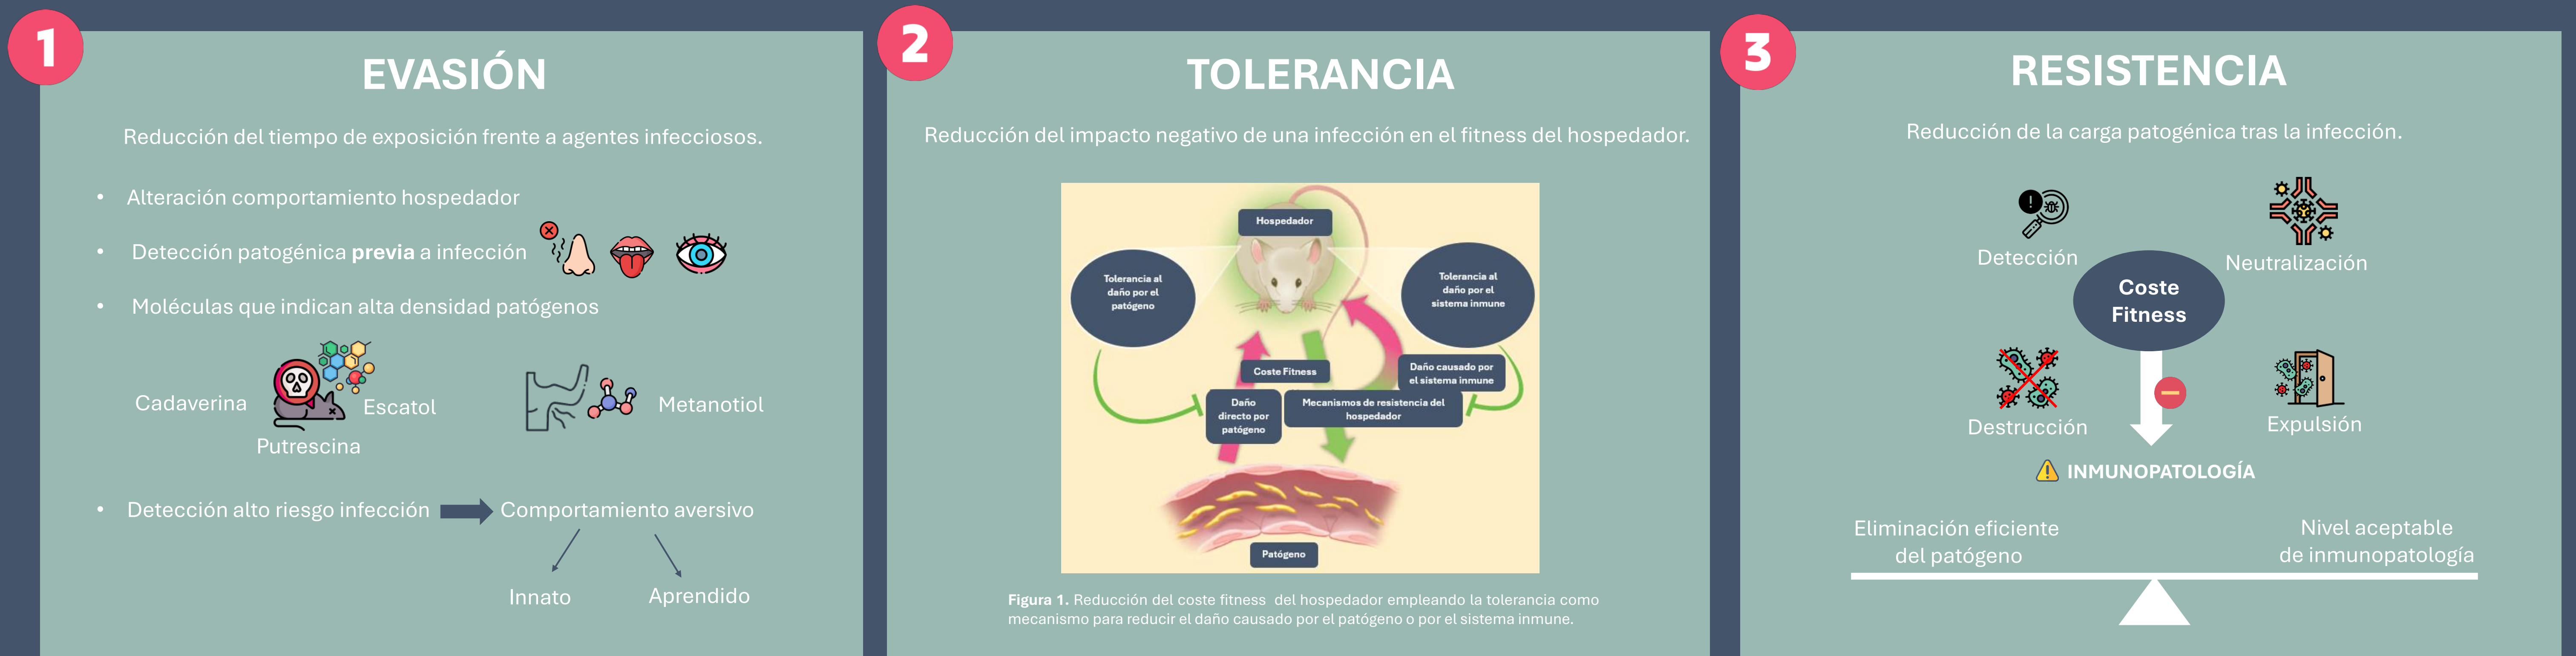 1
EVASIÓN
Reducción del tiempo de exposición frente a agentes infecciosos.
• Alteración comportamiento hospedador
• Detección patogénica previa a infección
• Moléculas que indican alta densidad patógenos
Cadaverina
Escatol
Putrescina
Metanotiol
• Detección alto riesgo infección
Comportamiento aversivo
Innato
Aprendido
2
TOLERANCIA
Reducción del impacto negativo de una infección en el fitness del hospedador.
Hospedador
Tolerancia al
daño por el
patógeno
Tolerancia al
daño por el
sistema inmune
Coste Fitness
Daño causado por
el sistema inmune
Daño
directo por
patógeno
Mecanismos de resistencia del
hospedador
Patógeno
Figura 1. Reducción del coste fitness del hospedador empleando la tolerancia como
mecanismo para reducir el daño causado por el patógeno o por el sistema inmune.
3
RESISTENCIA
Reducción de la carga patogénica tras la infección.
Detección
Neutralización
Coste
Fitness
Destrucción
Expulsión
INMUNOPATOLOGÍA
Eliminación eficiente
del patógeno
Nivel aceptable
de inmunopatología